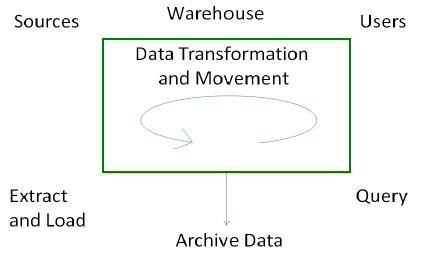 Sources
Warehouse
Users
Data Transformation
and Movement
Extract
and Load
Query
Archive Data